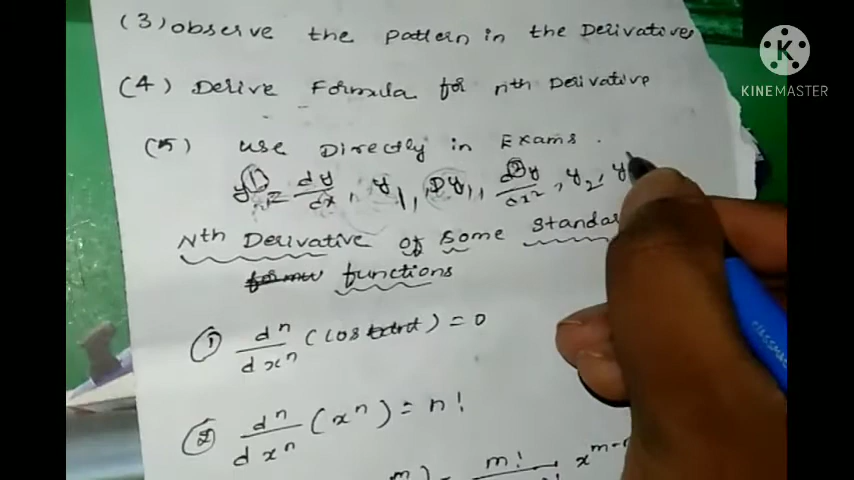 (3) observe the pattern in the Derivatives
K
KINEMASTER
(4) Derive Formula for nth Derivative
(5) use Directly in Exams.
y1 = dy/dx, y1, Dy, d²y/dx², y2, y
Nth Derivative of some standar
functions
① dⁿ/dxⁿ (cos) = 0
② dⁿ/dxⁿ (xⁿ) = n!
m) = m! x^m-n